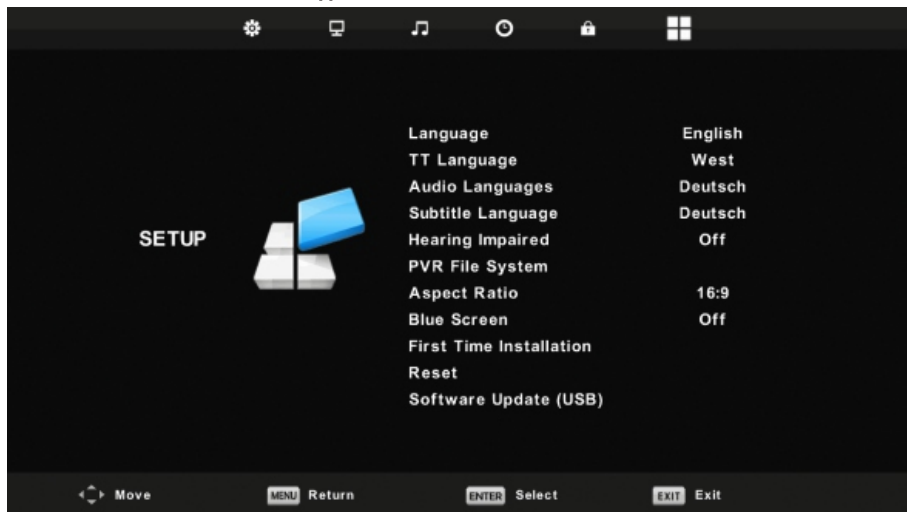 Language English
TT Language West
Audio Languages Deutsch
Subtitle Language Deutsch
SETUP
Hearing Impaired Off
PVR File System
Aspect Ratio 16:9
Blue Screen Off
First Time Installation
Reset
Software Update (USB)
Move MENU Return ENTER Select EXIT Exit